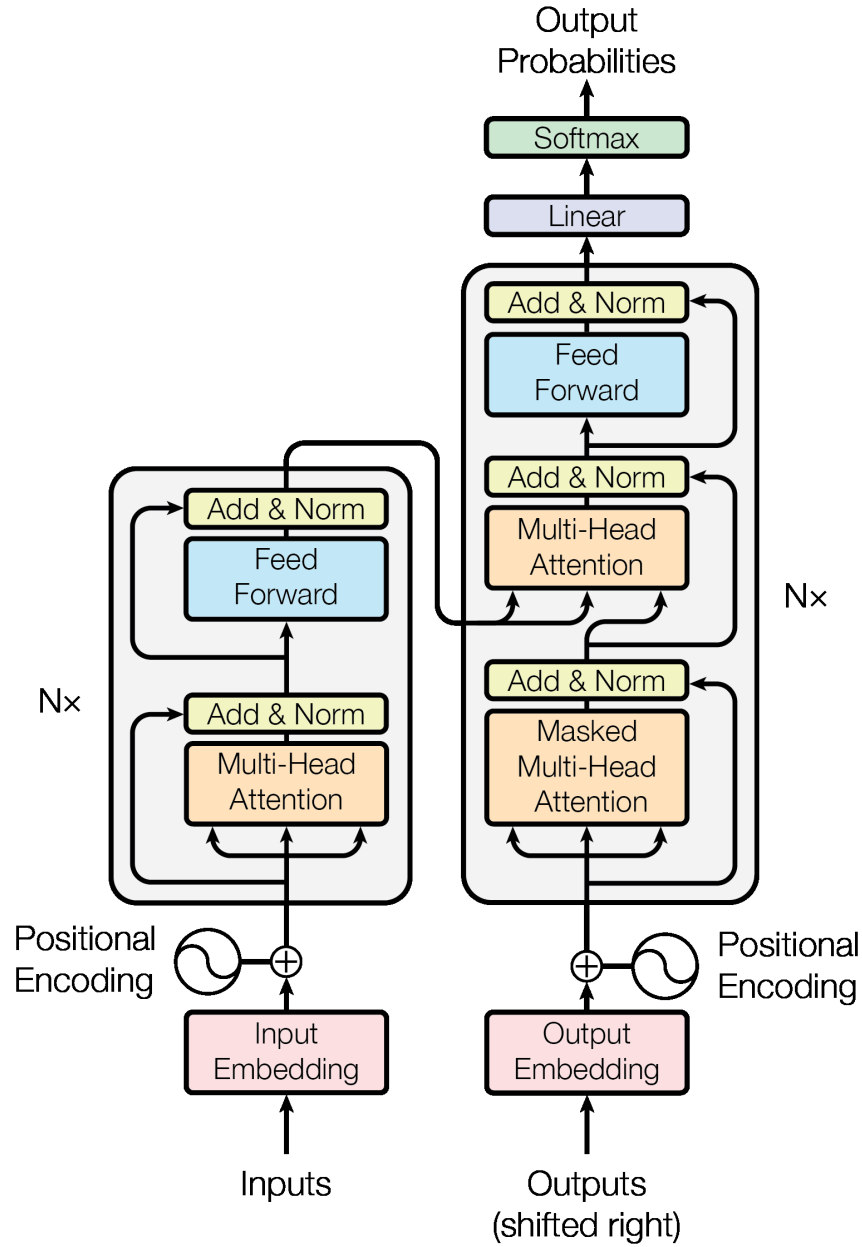 Output
Probabilities
Softmax
Linear
Add & Norm
Feed
Forward
Add & Norm
Multi-Head
Attention
Nx
Add & Norm
Masked
Multi-Head
Attention
Add & Norm
Feed
Forward
Nx
Add & Norm
Multi-Head
Attention
Positional
Encoding
Positional
Encoding
Input
Embedding
Output
Embedding
Inputs
Outputs
(shifted right)